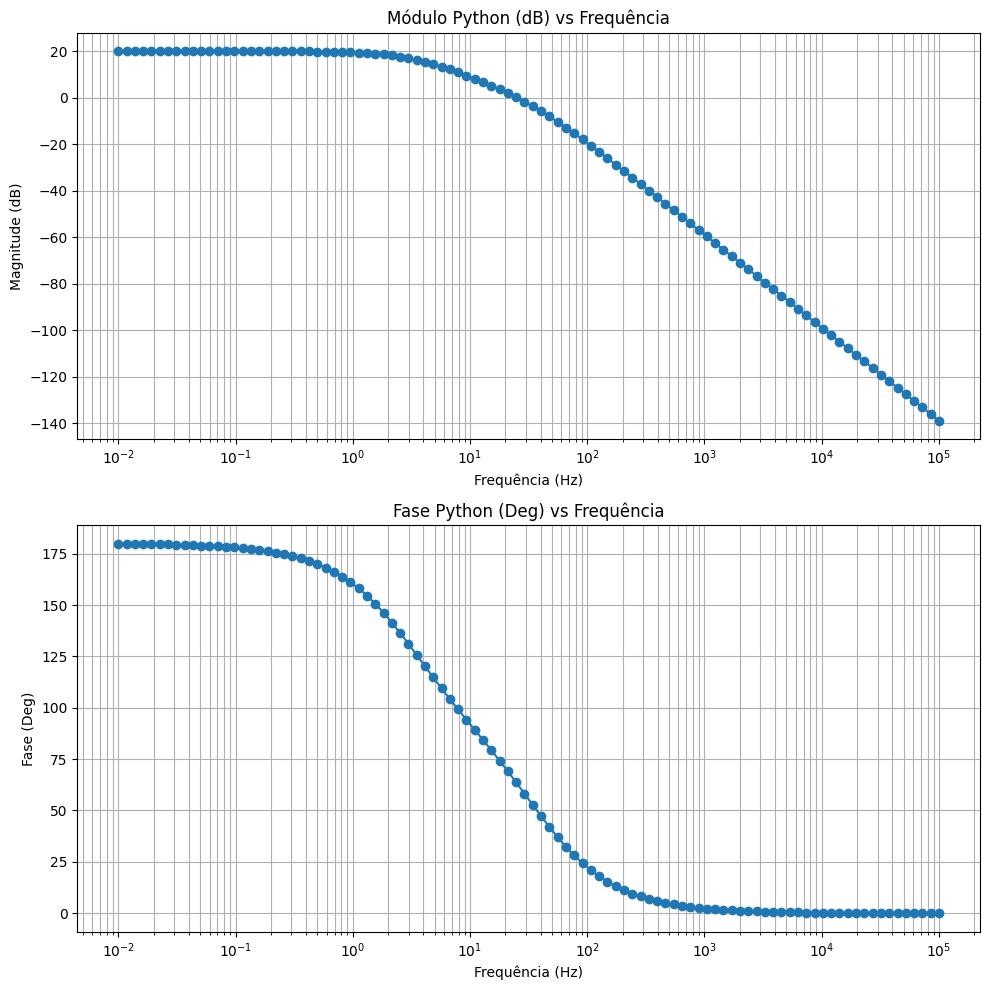 Módulo Python (dB) vs Frequência
Magnitude (dB)
20
0
−20
−40
−60
−80
−100
−120
−140
10⁻² 10⁻¹ 10⁰ 10¹ 10² 10³ 10⁴ 10⁵
Frequência (Hz)
Fase Python (Deg) vs Frequência
Fase (Deg)
175
150
125
100
75
50
25
0
10⁻² 10⁻¹ 10⁰ 10¹ 10² 10³ 10⁴ 10⁵
Frequência (Hz)